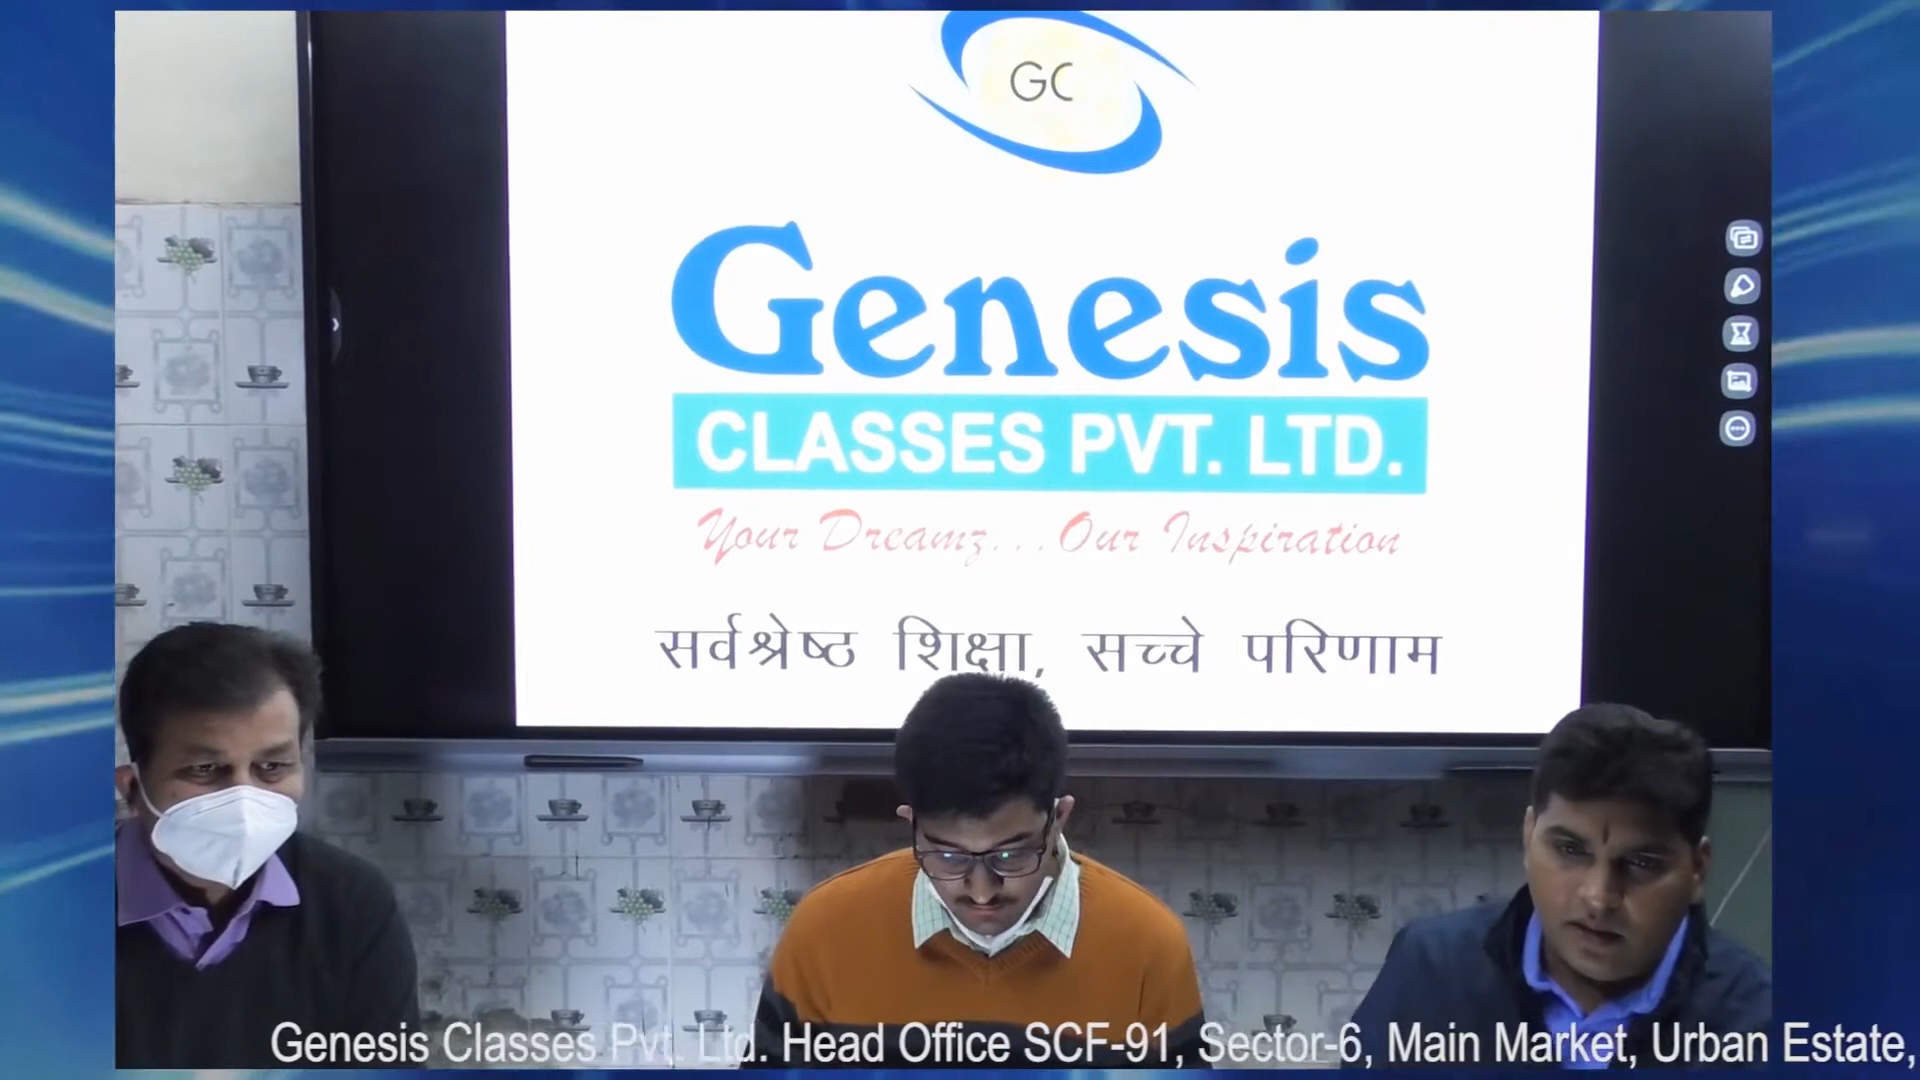 GC
Genesis
CLASSES PVT. LTD.
Your Dreamz...Our Inspiration
सर्वश्रेष्ठ शिक्षा, सच्चे परिणाम
Genesis Classes Pvt. Ltd. Head Office SCF-91, Sector-6, Main Market, Urban Estate,